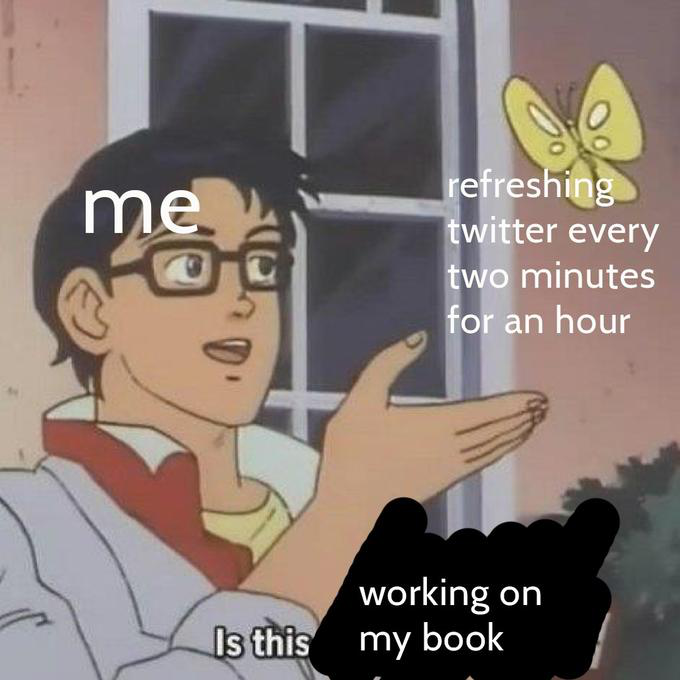 me
refreshing
twitter every
two minutes
for an hour
working on
Is this my book